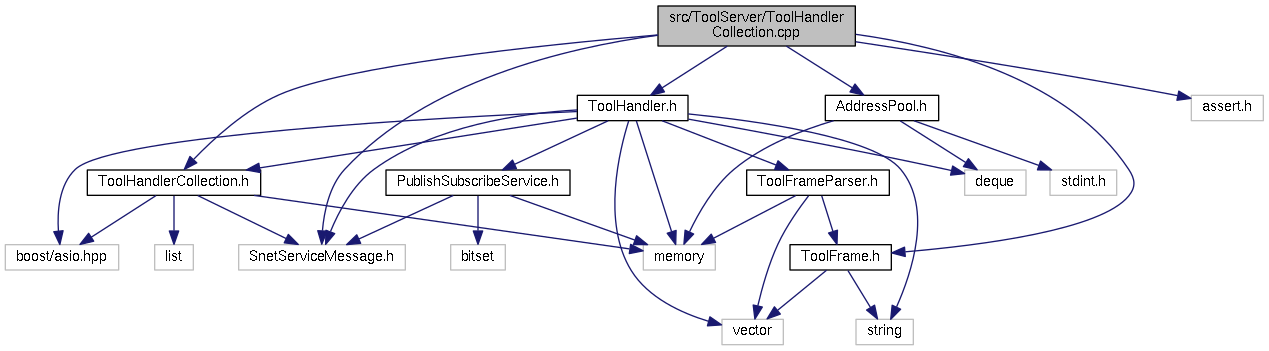 src/ToolServer/ToolHandler
Collection.cpp
ToolHandler.h
AddressPool.h
assert.h
ToolHandlerCollection.h
PublishSubscribeService.h
ToolFrameParser.h
deque
stdint.h
boost/asio.hpp
list
SnetServiceMessage.h
bitset
memory
ToolFrame.h
vector
string